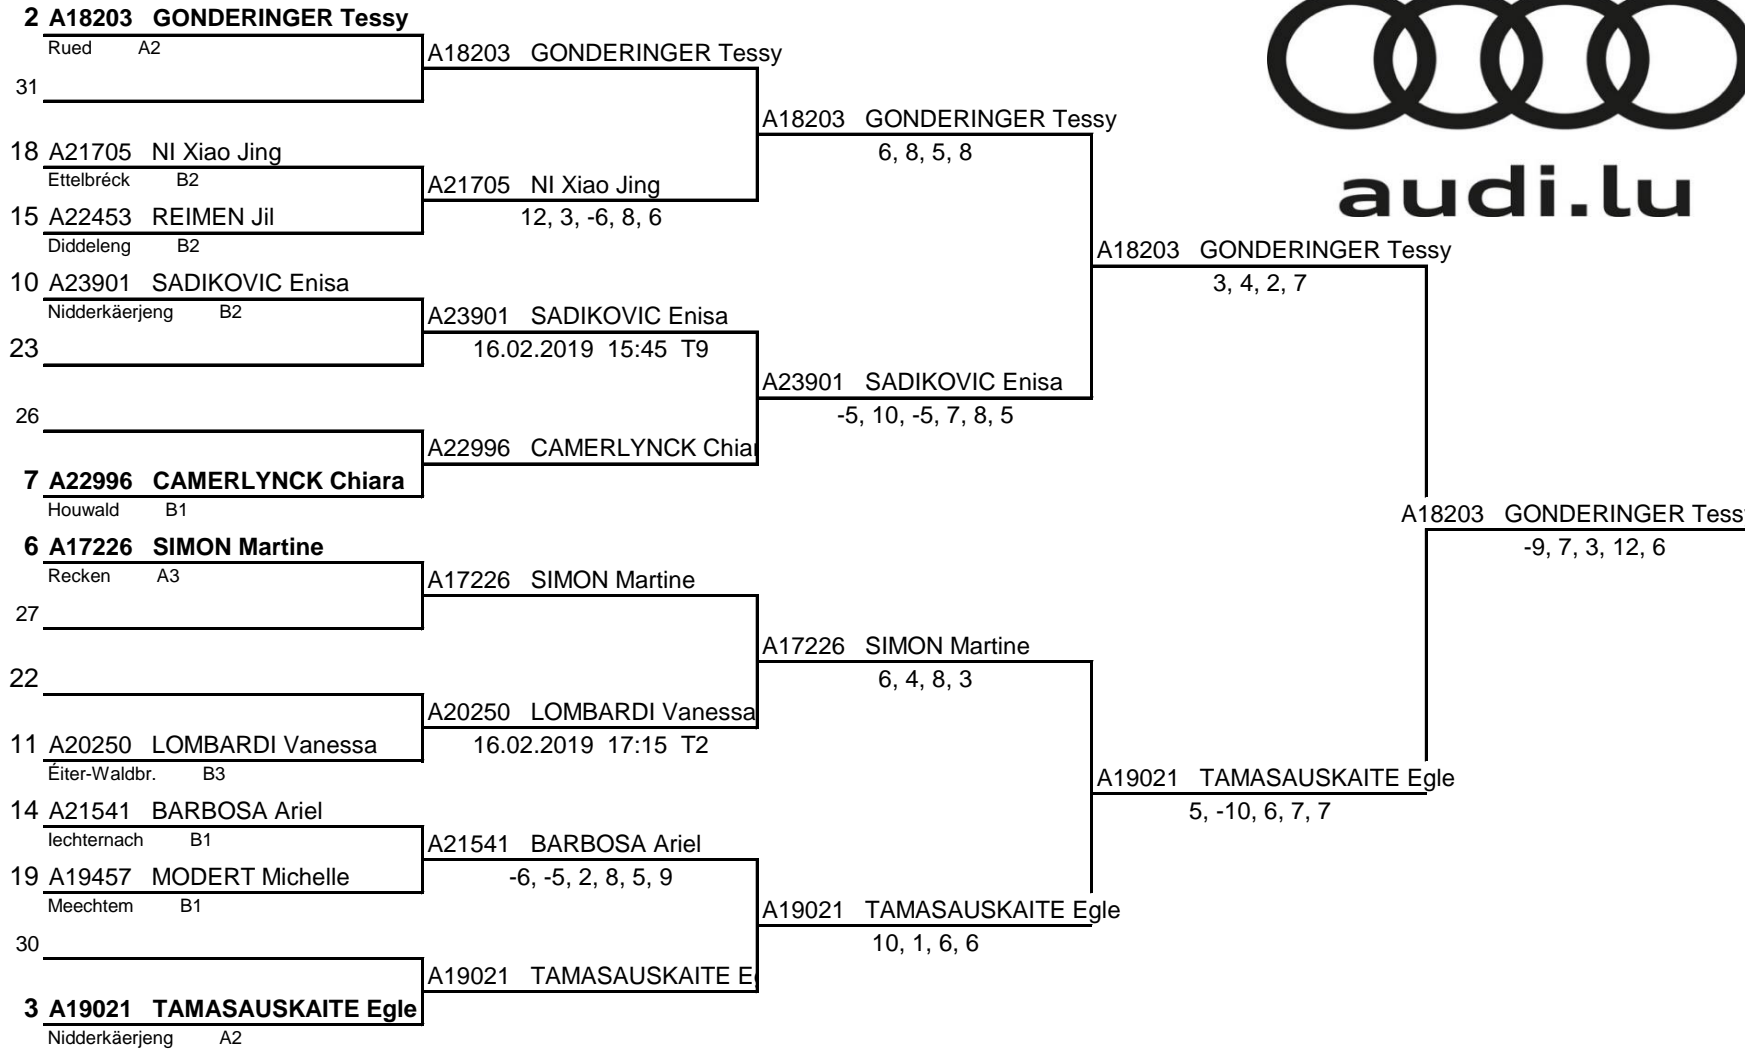 2 A18203 GONDERINGER Tessy
Rued A2
A18203 GONDERINGER Tessy
31
A18203 GONDERINGER Tessy
6, 8, 5, 8
18 A21705 NI Xiao Jing
Ettelbréck B2
A21705 NI Xiao Jing
12, 3, -6, 8, 6
15 A22453 REIMEN Jil
Diddeleng B2
audi.lu
A18203 GONDERINGER Tessy
3, 4, 2, 7
10 A23901 SADIKOVIC Enisa
Nidderkäerjeng B2
A23901 SADIKOVIC Enisa
16.02.2019 15:45 T9
23
A23901 SADIKOVIC Enisa
-5, 10, -5, 7, 8, 5
26
A22996 CAMERLYNCK Chiar
7 A22996 CAMERLYNCK Chiara
Houwald B1
A18203 GONDERINGER Tess
-9, 7, 3, 12, 6
6 A17226 SIMON Martine
Recken A3
A17226 SIMON Martine
27
A17226 SIMON Martine
6, 4, 8, 3
22
A20250 LOMBARDI Vanessa
16.02.2019 17:15 T2
11 A20250 LOMBARDI Vanessa
Éiter-Waldbr. B3
A19021 TAMASAUSKAITE Egle
5, -10, 6, 7, 7
14 A21541 BARBOSA Ariel
Iechternach B1
A21541 BARBOSA Ariel
-6, -5, 2, 8, 5, 9
19 A19457 MODERT Michelle
Meechtem B1
A19021 TAMASAUSKAITE Egle
10, 1, 6, 6
30
A19021 TAMASAUSKAITE E
3 A19021 TAMASAUSKAITE Egle
Nidderkäerjeng A2